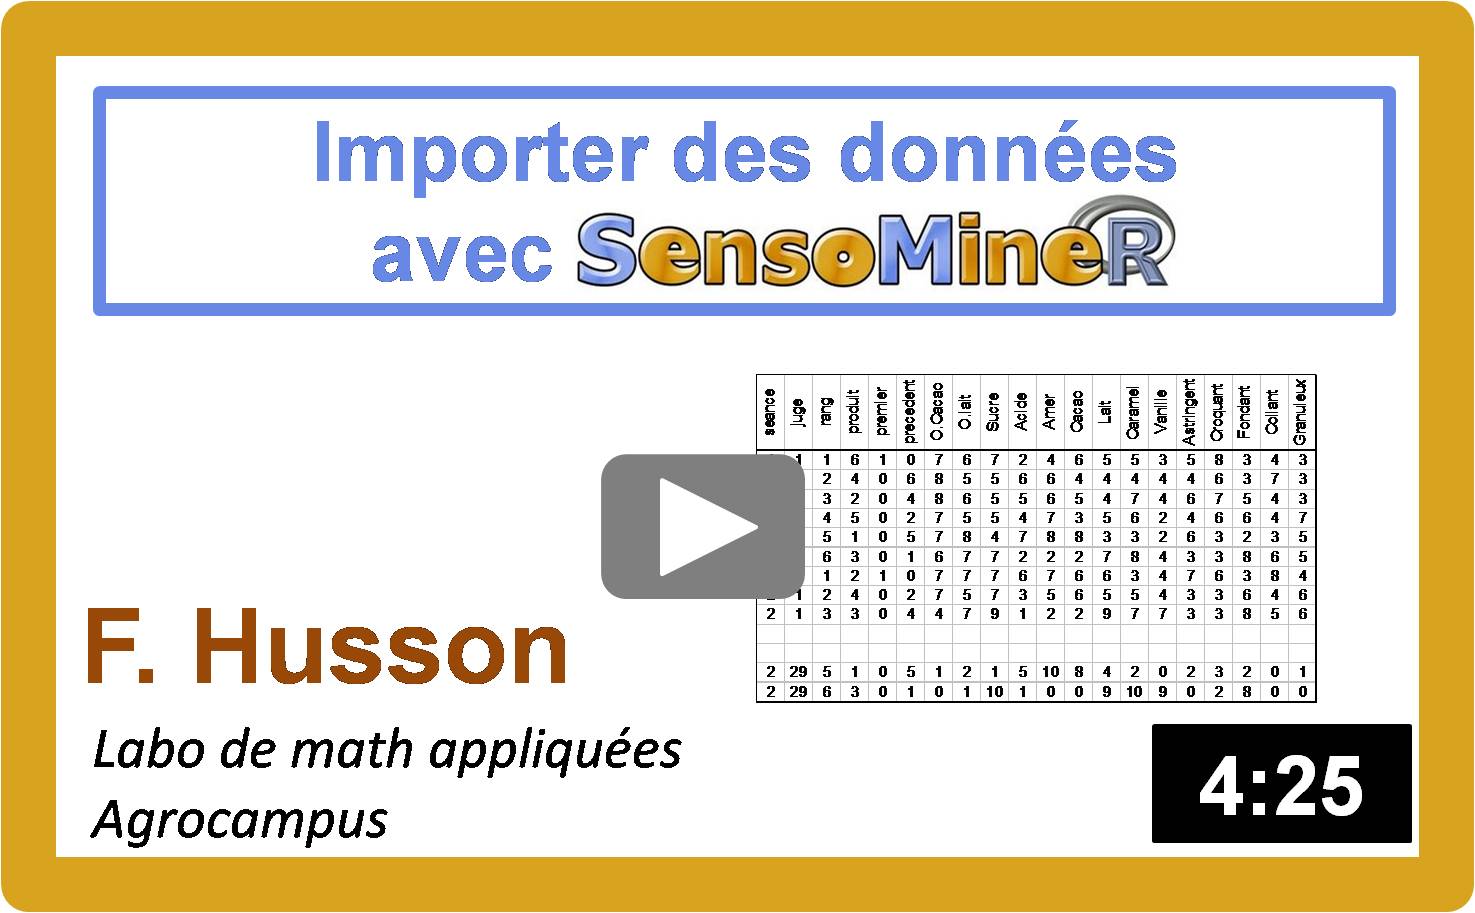 Importer des données
avec SensoMineR
seance juge rang produit premier precedent O.Cacao O.lait Sucre Acide Amer Cacao Lait Caramel Vanille Astringent Croquant Fondant Collant Granuleux
1 1 6 1 0 7 6 7 2 4 6 5 5 3 5 8 3 4 3
2 4 0 6 8 5 5 6 6 4 4 4 4 4 6 3 7 3
3 2 0 4 8 6 5 5 6 5 4 7 4 6 7 5 4 3
4 5 0 2 7 5 5 4 7 3 5 6 2 4 6 6 4 7
5 1 0 5 7 8 4 7 8 8 3 3 2 6 3 2 3 5
6 3 0 1 6 7 7 2 2 2 7 8 4 3 3 8 6 5
1 2 1 0 7 7 7 6 7 6 6 3 4 7 6 3 8 4
2 1 2 4 0 2 7 5 7 3 5 6 5 5 4 3 3 6 4 6
2 1 3 3 0 4 4 7 9 1 2 2 9 7 7 3 3 8 5 6
2 29 5 1 0 5 1 2 1 5 10 8 4 2 0 2 3 2 0 1
2 29 6 3 0 1 0 1 10 1 0 0 9 10 9 0 2 8 0 0
F. Husson
Labo de math appliquées
Agrocampus
4:25